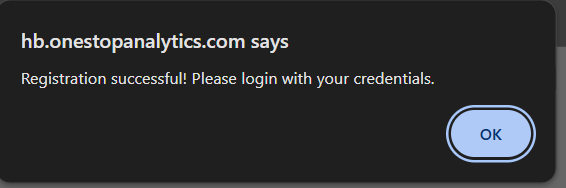 hb.onestopanalytics.com says
Registration successful! Please login with your credentials.
OK